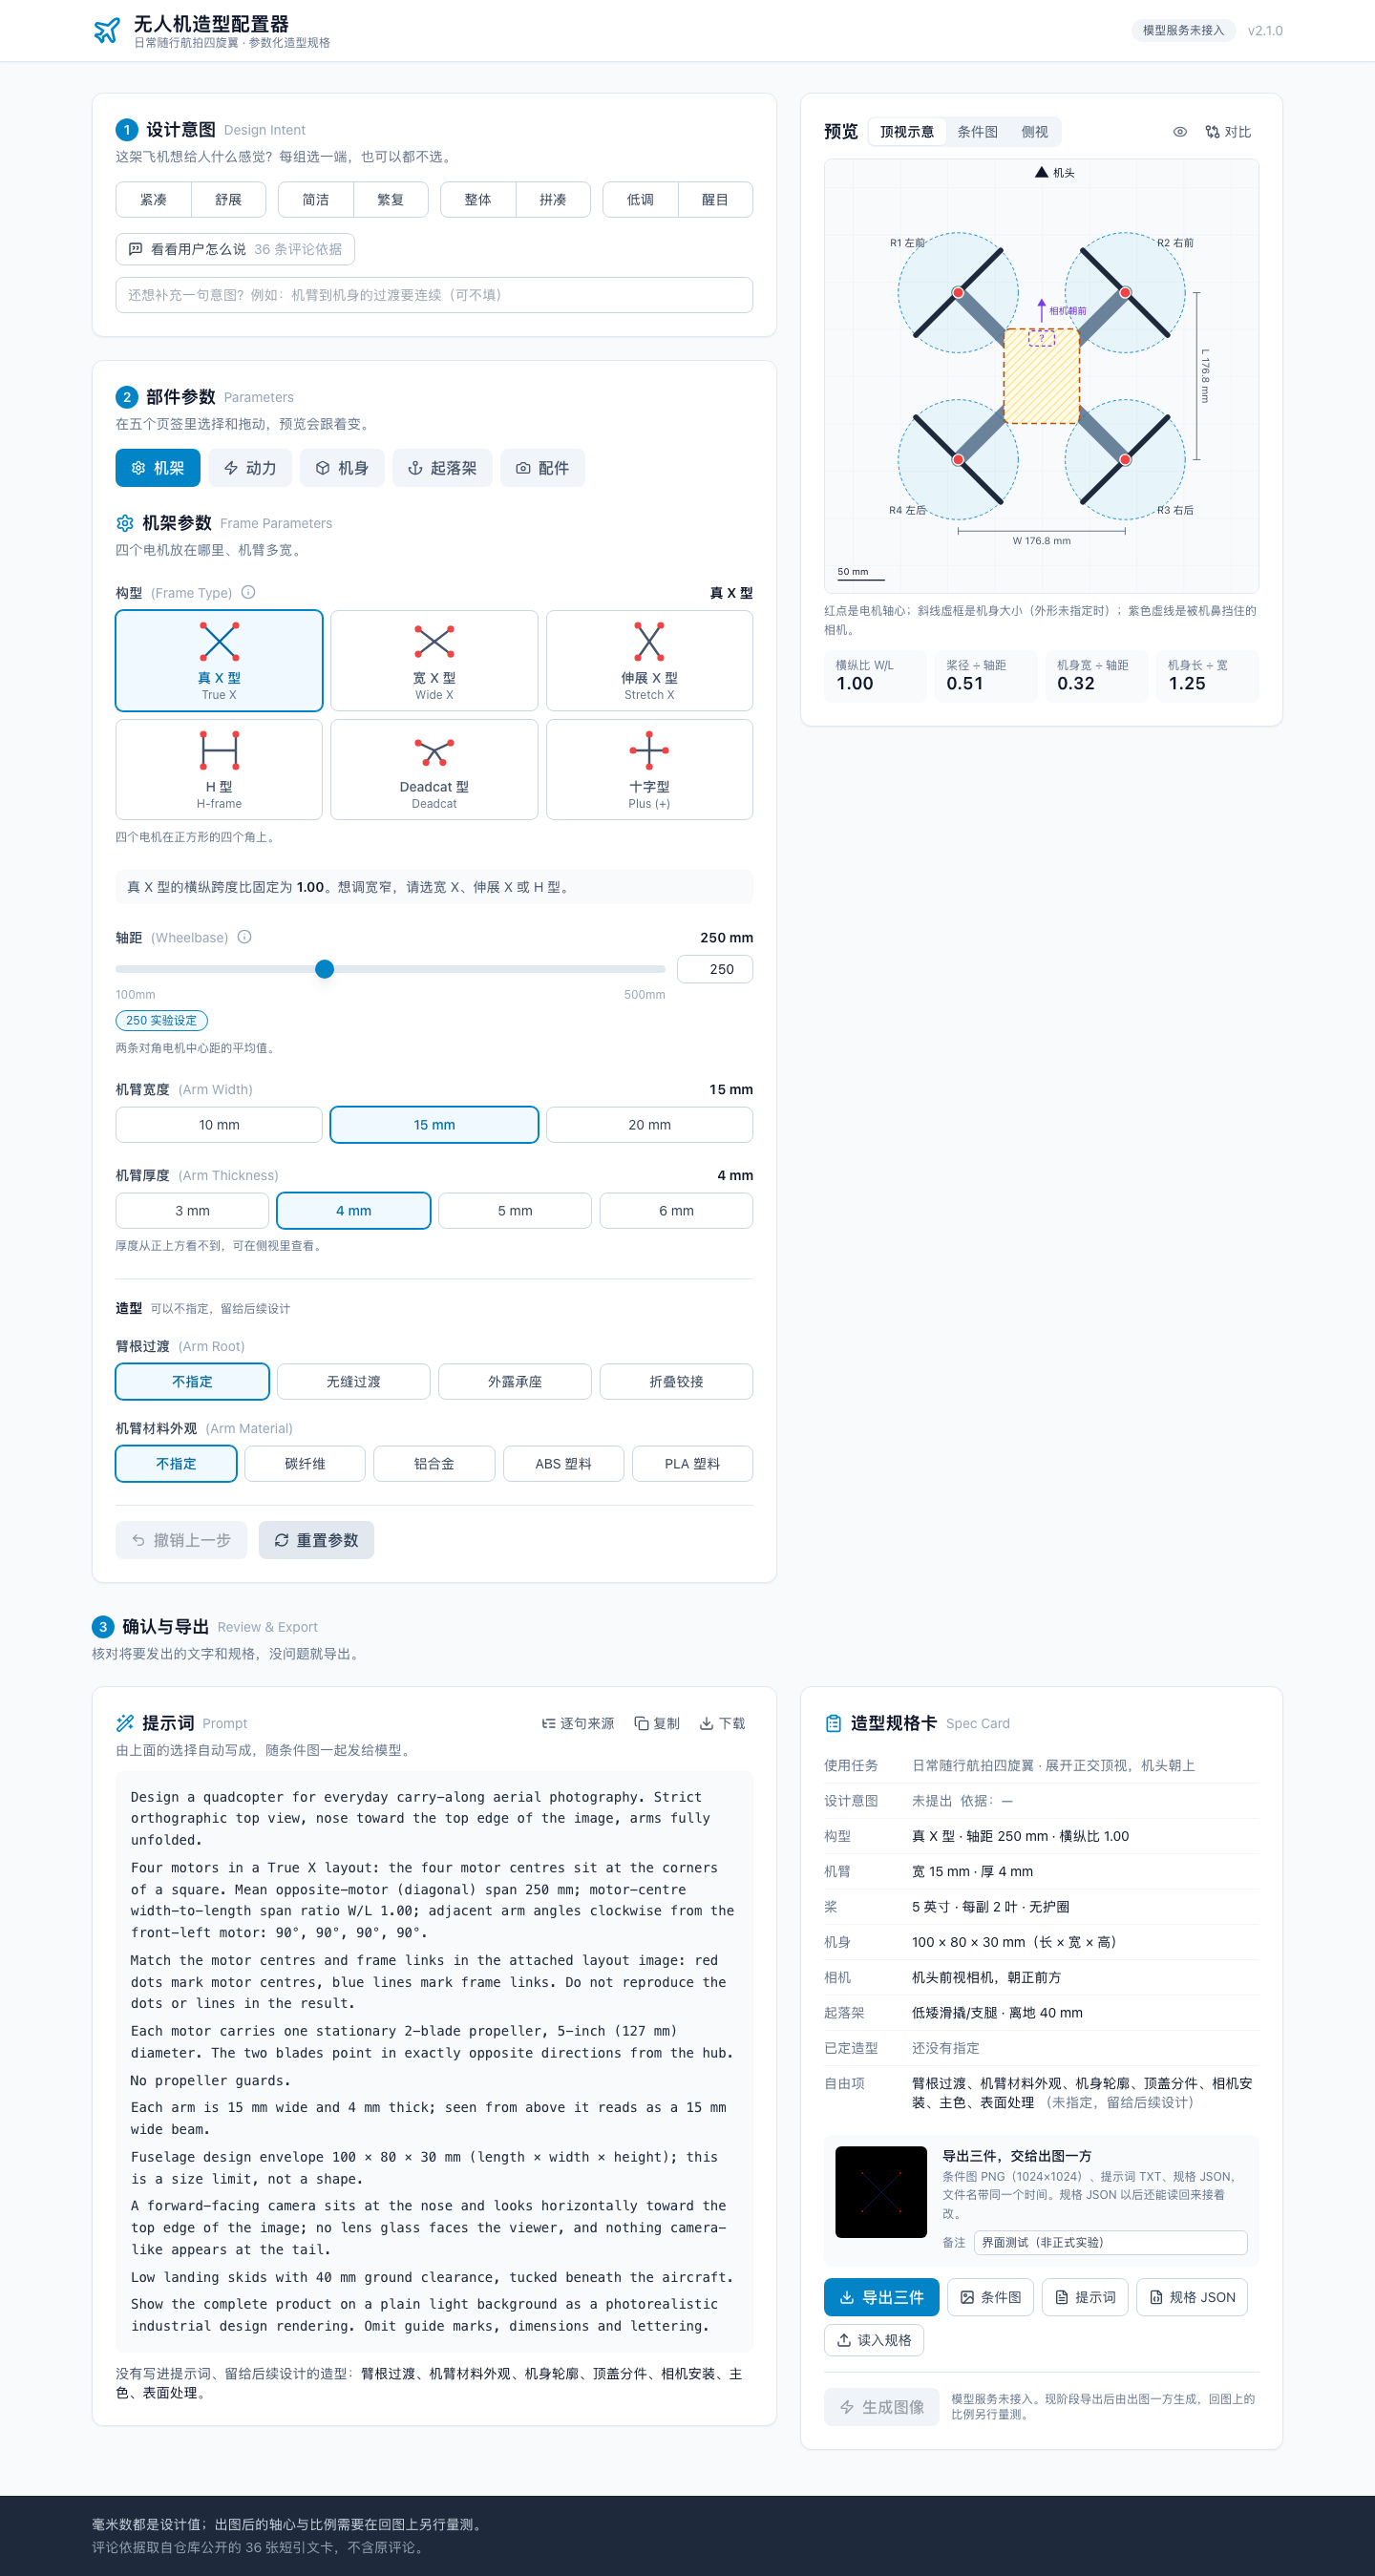 无人机造型配置器
日常随行航拍四旋翼 · 参数化造型规格
模型服务未接入 v2.1.0
1 设计意图 Design Intent
这架飞机想给人什么感觉？每组选一端，也可以都不选。
紧凑 舒展 简洁 繁复 整体 拼凑 低调 醒目
看看用户怎么说 36 条评论依据
还想补充一句意图？例如：机臂到机身的过渡要连续（可不填）
2 部件参数 Parameters
在五个页签里选择和拖动，预览会跟着变。
机架 动力 机身 起落架 配件
机架参数 Frame Parameters
四个电机放在哪里、机臂多宽。
构型 (Frame Type) 真 X 型
真 X 型
True X
宽 X 型
Wide X
伸展 X 型
Stretch X
H 型
H-frame
Deadcat 型
Deadcat
十字型
Plus (+)
四个电机在正方形的四个角上。
真 X 型的横纵跨度比固定为 1.00。想调宽窄，请选宽 X、伸展 X 或 H 型。
轴距 (Wheelbase) 250 mm
250
100mm 500mm
250 实验设定
两条对角电机中心距的平均值。
机臂宽度 (Arm Width) 15 mm
10 mm 15 mm 20 mm
机臂厚度 (Arm Thickness) 4 mm
3 mm 4 mm 5 mm 6 mm
厚度从正上方看不到，可在侧视里查看。
造型 可以不指定，留给后续设计
臂根过渡 (Arm Root)
不指定 无缝过渡 外露承座 折叠铰接
机臂材料外观 (Arm Material)
不指定 碳纤维 铝合金 ABS 塑料 PLA 塑料
撤销上一步 重置参数
预览 顶视示意 条件图 侧视 对比
机头
R1 左前 R2 右前
相机朝前
?
L 176.8 mm
R4 左后 R3 右后
W 176.8 mm
50 mm
红点是电机轴心；斜线虚框是机身大小（外形未指定时）；紫色虚线是被机鼻挡住的
相机。
横纵比 W/L 桨径 ÷ 轴距 机身宽 ÷ 轴距 机身长 ÷ 宽
1.00 0.51 0.32 1.25
3 确认与导出 Review & Export
核对将要发出的文字和规格，没问题就导出。
提示词 Prompt 逐句来源 复制 下载
由上面的选择自动写成，随条件图一起发给模型。
Design a quadcopter for everyday carry-along aerial photography. Strict
orthographic top view, nose toward the top edge of the image, arms fully
unfolded.
Four motors in a True X layout: the four motor centres sit at the corners
of a square. Mean opposite-motor (diagonal) span 250 mm; motor-centre
width-to-length span ratio W/L 1.00; adjacent arm angles clockwise from the
front-left motor: 90°, 90°, 90°, 90°.
Match the motor centres and frame links in the attached layout image: red
dots mark motor centres, blue lines mark frame links. Do not reproduce the
dots or lines in the result.
Each motor carries one stationary 2-blade propeller, 5-inch (127 mm)
diameter. The two blades point in exactly opposite directions from the hub.
No propeller guards.
Each arm is 15 mm wide and 4 mm thick; seen from above it reads as a 15 mm
wide beam.
Fuselage design envelope 100 × 80 × 30 mm (length × width × height); this
is a size limit, not a shape.
A forward-facing camera sits at the nose and looks horizontally toward the
top edge of the image; no lens glass faces the viewer, and nothing camera-
like appears at the tail.
Low landing skids with 40 mm ground clearance, tucked beneath the aircraft.
Show the complete product on a plain light background as a photorealistic
industrial design rendering. Omit guide marks, dimensions and lettering.
没有写进提示词、留给后续设计的造型：臂根过渡、机臂材料外观、机身轮廓、顶盖分件、相机安装、主
色、表面处理。
造型规格卡 Spec Card
使用任务 日常随行航拍四旋翼 · 展开正交顶视，机头朝上
设计意图 未提出 依据：—
构型 真 X 型 · 轴距 250 mm · 横纵比 1.00
机臂 宽 15 mm · 厚 4 mm
桨 5 英寸 · 每副 2 叶 · 无护圈
机身 100 × 80 × 30 mm（长 × 宽 × 高）
相机 机头前视相机，朝正前方
起落架 低矮滑撬/支腿 · 离地 40 mm
已定造型 还没有指定
自由项 臂根过渡、机臂材料外观、机身轮廓、顶盖分件、相机安
装、主色、表面处理 （未指定，留给后续设计）
导出三件，交给出图一方
条件图 PNG（1024×1024）、提示词 TXT、规格 JSON，
文件名带同一个时间。规格 JSON 以后还能读回来接着
改。
备注 界面测试（非正式实验）
导出三件 条件图 提示词 规格 JSON
读入规格
生成图像 模型服务未接入。现阶段导出后由出图一方生成，回图上的
比例另行量测。
毫米数都是设计值；出图后的轴心与比例需要在回图上另行量测。
评论依据取自仓库公开的 36 张短引文卡，不含原评论。